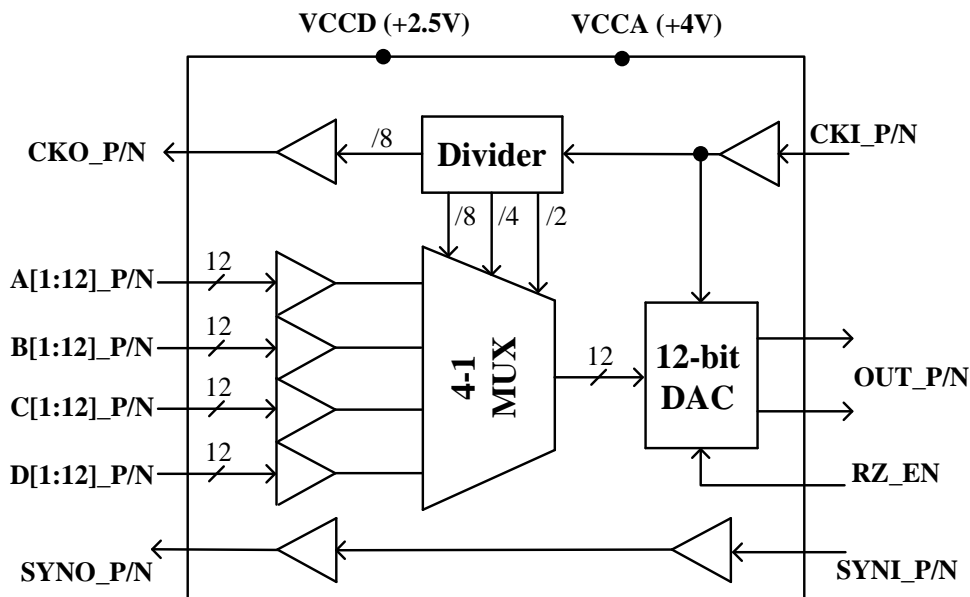 VCCD (+2.5V)
VCCA (+4V)
CKO_P/N
/8
Divider
CKI_P/N
/8
/4
/2
A[1:12]_P/N
12
B[1:12]_P/N
12
C[1:12]_P/N
12
D[1:12]_P/N
12
4-1
MUX
12
12-bit
DAC
OUT_P/N
RZ_EN
SYNO_P/N
SYNI_P/N